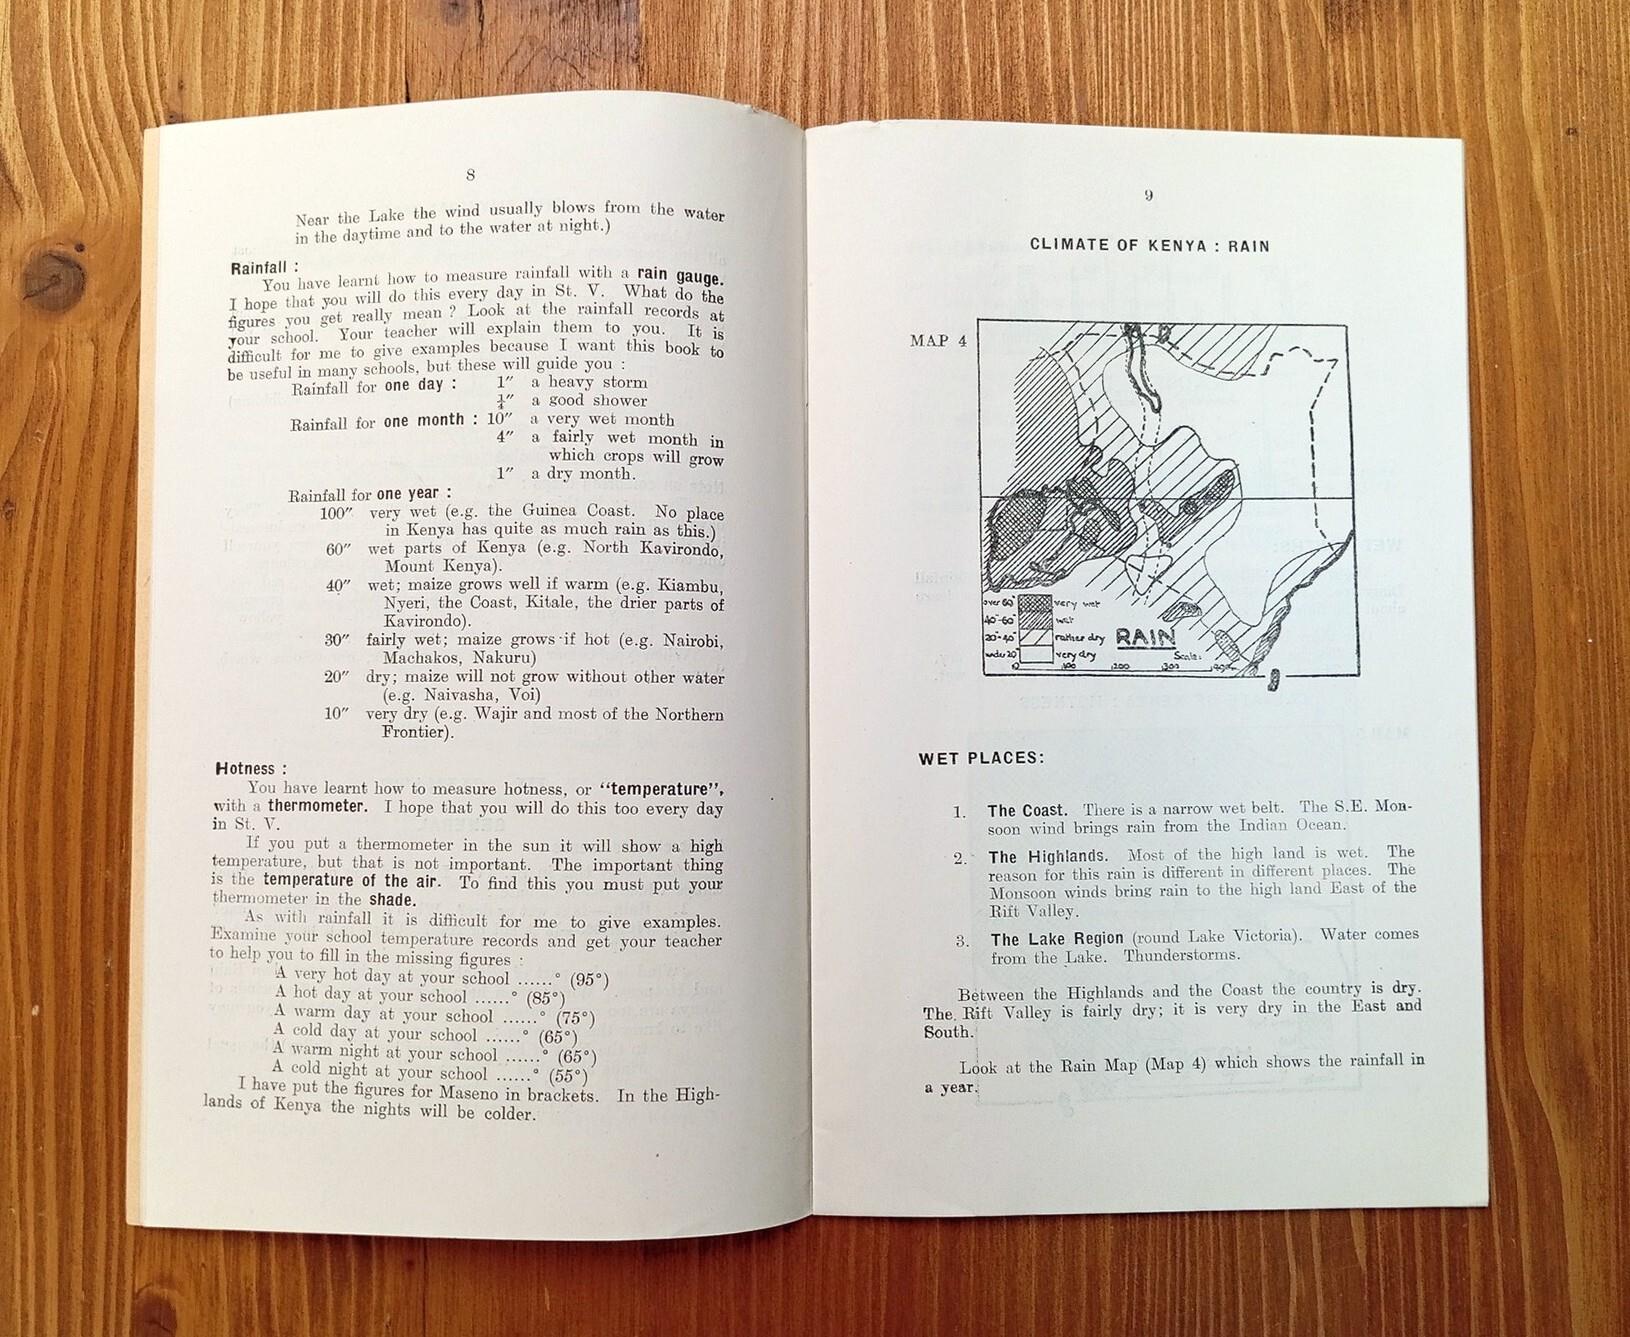 8
Near the Lake the wind usually blows from the water
in the daytime and to the water at night.)
Rainfall :
You have learnt how to measure rainfall with a rain gauge.
I hope that you will do this every day in St. V. What do the
figures you get really mean ? Look at the rainfall records at
your school. Your teacher will explain them to you. It is
difficult for me to give examples because I want this book to
be useful in many schools, but these will guide you :
Rainfall for one day : 1″ a heavy storm
¼″ a good shower
Rainfall for one month : 10″ a very wet month
4″ a fairly wet month in
which crops will grow
1″ a dry month.
Rainfall for one year :
100″ very wet (e.g. the Guinea Coast. No place
in Kenya has quite as much rain as this.)
60″ wet parts of Kenya (e.g. North Kavirondo,
Mount Kenya).
40″ wet; maize grows well if warm (e.g. Kiambu,
Nyeri, the Coast, Kitale, the drier parts of
Kavirondo).
30″ fairly wet; maize grows if hot (e.g. Nairobi,
Machakos, Nakuru)
20″ dry; maize will not grow without other water
(e.g. Naivasha, Voi)
10″ very dry (e.g. Wajir and most of the Northern
Frontier).
Hotness :
You have learnt how to measure hotness, or “temperature”,
with a thermometer. I hope that you will do this too every day
in St. V.
If you put a thermometer in the sun it will show a high
temperature, but that is not important. The important thing
is the temperature of the air. To find this you must put your
thermometer in the shade.
As with rainfall it is difficult for me to give examples.
Examine your school temperature records and get your teacher
to help you to fill in the missing figures :
A very hot day at your school ......° (95°)
A hot day at your school ......° (85°)
A warm day at your school ......° (75°)
A cold day at your school ......° (65°)
A warm night at your school ......° (65°)
A cold night at your school ......° (55°)
I have put the figures for Maseno in brackets. In the High-
lands of Kenya the nights will be colder.
9
CLIMATE OF KENYA : RAIN
MAP 4
over 60″ very wet
40″-60″ wet
20″-40″ rather dry
under 20″ very dry
RAIN
Scale:
0 100 200 300
WET PLACES:
1. The Coast. There is a narrow wet belt. The S.E. Mon-
soon wind brings rain from the Indian Ocean.
2. The Highlands. Most of the high land is wet. The
reason for this rain is different in different places. The
Monsoon winds bring rain to the high land East of the
Rift Valley.
3. The Lake Region (round Lake Victoria). Water comes
from the Lake. Thunderstorms.
Between the Highlands and the Coast the country is dry.
The Rift Valley is fairly dry; it is very dry in the East and
South.
Look at the Rain Map (Map 4) which shows the rainfall in
a year.